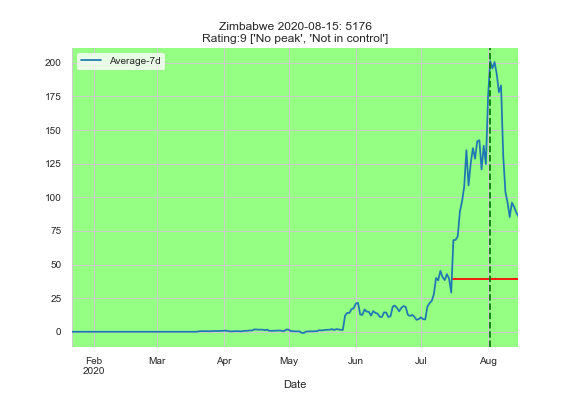 Zimbabwe 2020-08-15: 5176
Rating:9 ['No peak', 'Not in control']
Average-7d
200
175
150
125
100
75
50
25
0
Feb Mar Apr May Jun Jul Aug
2020
Date